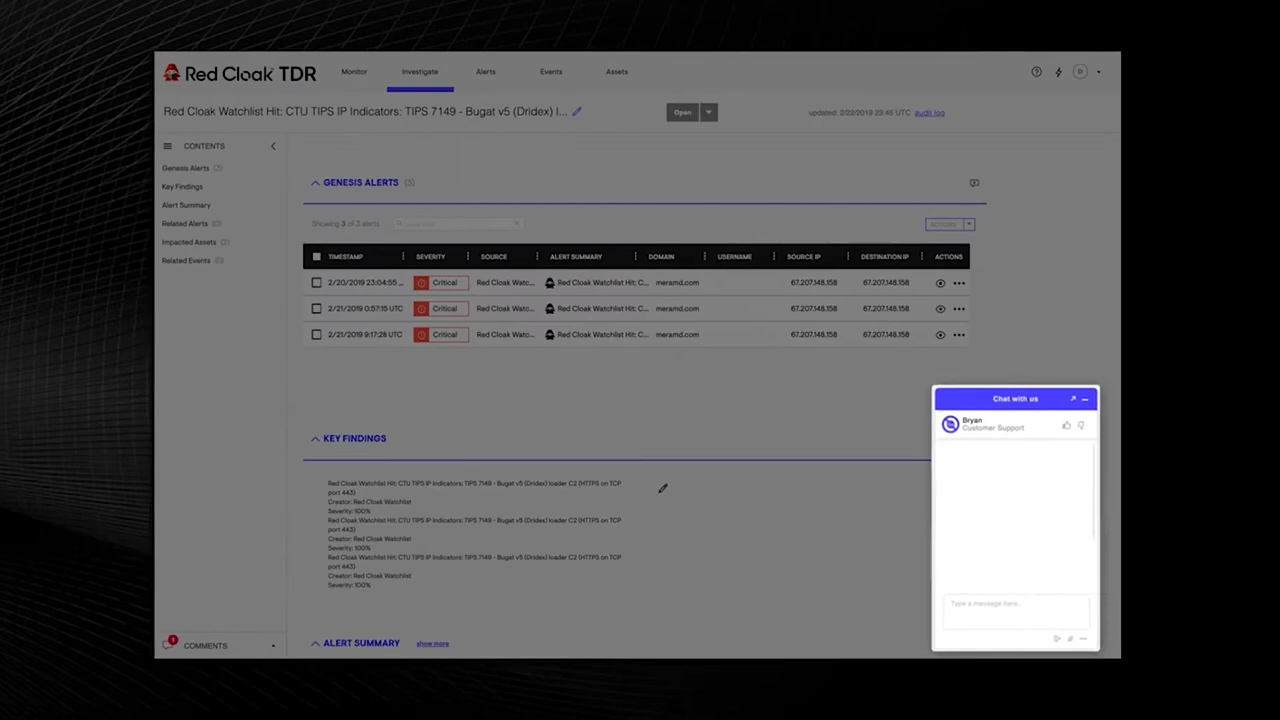 Red Cloak TDR Monitor Investigate Alerts Events Assets D
Red Cloak Watchlist Hit: CTU TIPS IP Indicators: TIPS 7149 - Bugat v5 (Dridex) l... Open updated: 2/22/2019 23:45 UTC audit log
CONTENTS
Genesis Alerts (3)
Key Findings
Alert Summary
Related Alerts
Impacted Assets
Related Events
GENESIS ALERTS (3)
Showing 3 of 3 alerts ACTIONS
TIMESTAMP SEVERITY SOURCE ALERT SUMMARY DOMAIN USERNAME SOURCE IP DESTINATION IP ACTIONS
2/20/2019 23:04:55 ... Critical Red Cloak Watc... Red Cloak Watchlist Hit: C... meramd.com 67.207.148.158 67.207.148.158
2/21/2019 0:57:15 UTC Critical Red Cloak Watc... Red Cloak Watchlist Hit: C... meramd.com 67.207.148.158 67.207.148.158
2/21/2019 9:17:28 UTC Critical Red Cloak Watc... Red Cloak Watchlist Hit: C... meramd.com 67.207.148.158 67.207.148.158
KEY FINDINGS
Red Cloak Watchlist Hit: CTU TIPS IP Indicators: TIPS 7149 - Bugat v5 (Dridex) loader C2 (HTTPS on TCP
port 443)
Creator: Red Cloak Watchlist
Severity: 100%
Red Cloak Watchlist Hit: CTU TIPS IP Indicators: TIPS 7149 - Bugat v5 (Dridex) loader C2 (HTTPS on TCP
port 443)
Creator: Red Cloak Watchlist
Severity: 100%
Red Cloak Watchlist Hit: CTU TIPS IP Indicators: TIPS 7149 - Bugat v5 (Dridex) loader C2 (HTTPS on TCP
port 443)
Creator: Red Cloak Watchlist
Severity: 100%
ALERT SUMMARY show more
1
COMMENTS
Chat with us
Bryan
Customer Support
Type a message here...